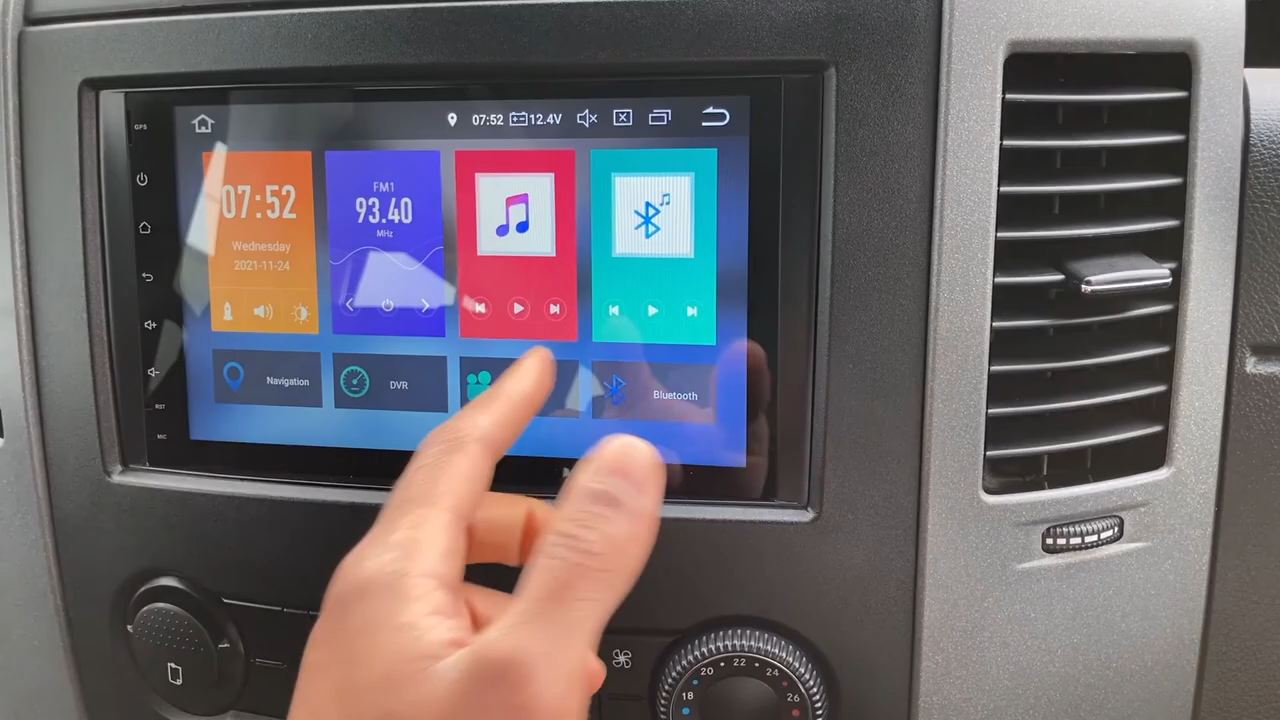 GPS
07:52
12.4V
07:52
Wednesday
2021-11-24
FM1
93.40
MHz
Navigation
DVR
Bluetooth
RST
MIC
18
20
22
24
26